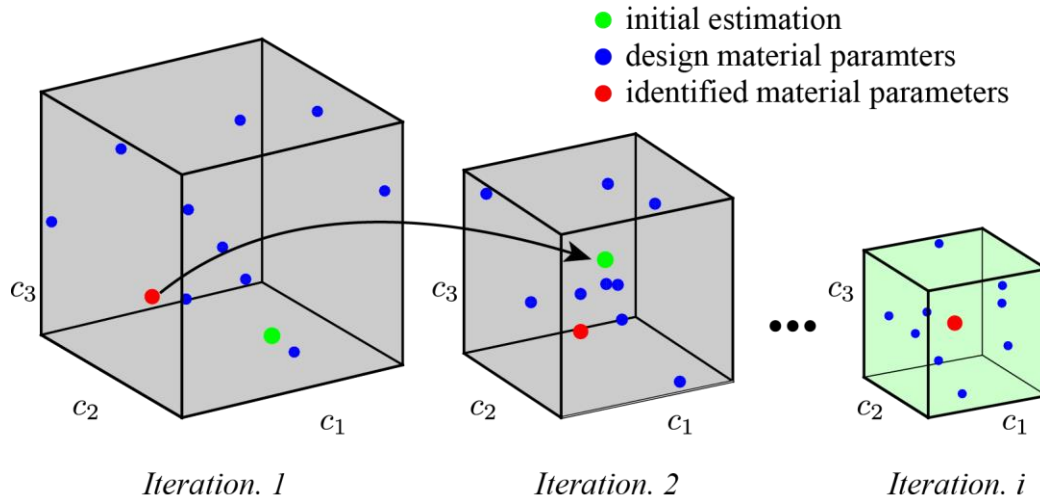 initial estimation
design material paramters
identified material parameters
c3
c2
c1
Iteration. 1
c3
c2
c1
Iteration. 2
c3
c2
c1
Iteration. i